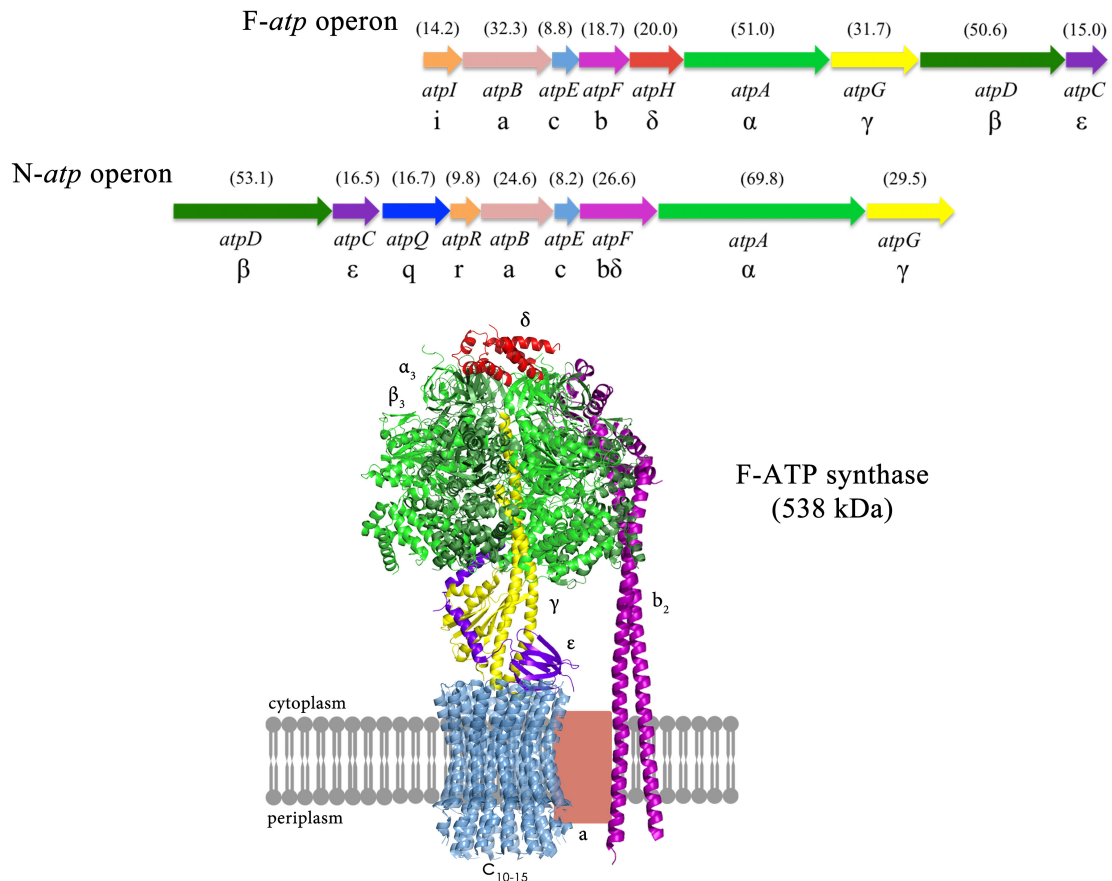 F-atp operon
(14.2) (32.3) (8.8) (18.7) (20.0) (51.0) (31.7) (50.6) (15.0)
atpI atpB atpE atpF atpH atpA atpG atpD atpC
i a c b δ α γ β ε
N-atp operon
(53.1) (16.5) (16.7) (9.8) (24.6) (8.2) (26.6) (69.8) (29.5)
atpD atpC atpQ atpR atpB atpE atpF atpA atpG
β ε q r a c bδ α γ
δ
α3
β3
F-ATP synthase
(538 kDa)
γ
b2
ε
cytoplasm
periplasm
a
C10-15